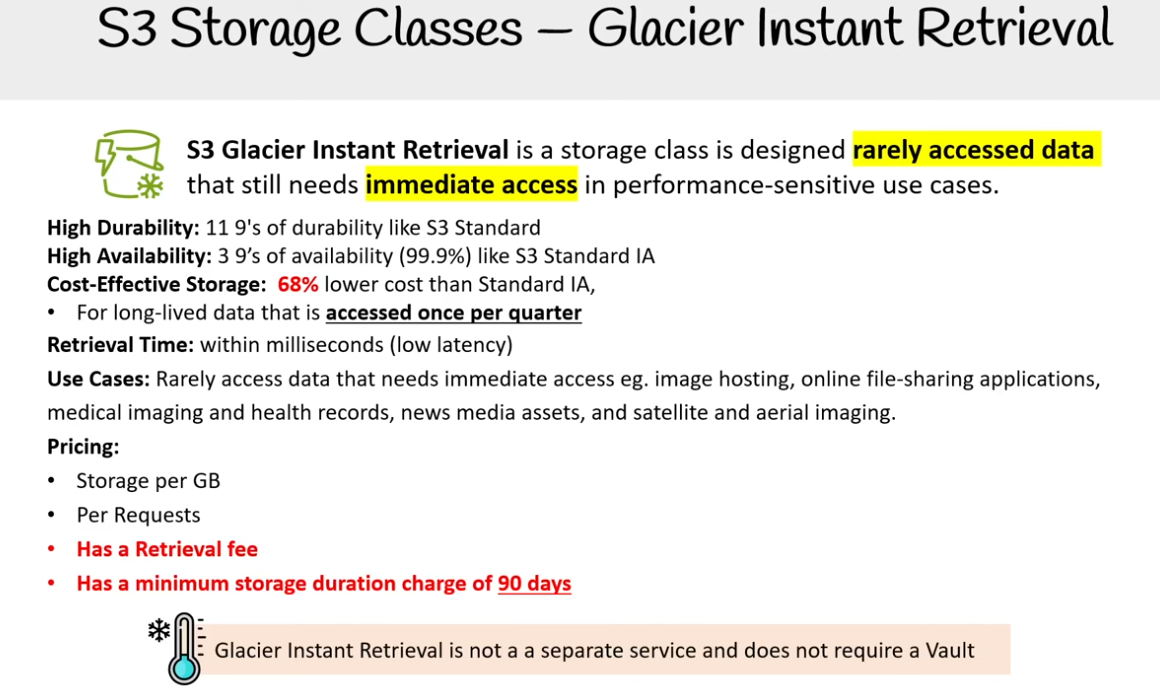 S3 Storage Classes – Glacier Instant Retrieval
S3 Glacier Instant Retrieval is a storage class is designed rarely accessed data
that still needs immediate access in performance-sensitive use cases.
High Durability: 11 9's of durability like S3 Standard
High Availability: 3 9’s of availability (99.9%) like S3 Standard IA
Cost-Effective Storage: 68% lower cost than Standard IA,
• For long-lived data that is accessed once per quarter
Retrieval Time: within milliseconds (low latency)
Use Cases: Rarely access data that needs immediate access eg. image hosting, online file-sharing applications,
medical imaging and health records, news media assets, and satellite and aerial imaging.
Pricing:
• Storage per GB
• Per Requests
• Has a Retrieval fee
• Has a minimum storage duration charge of 90 days
Glacier Instant Retrieval is not a a separate service and does not require a Vault